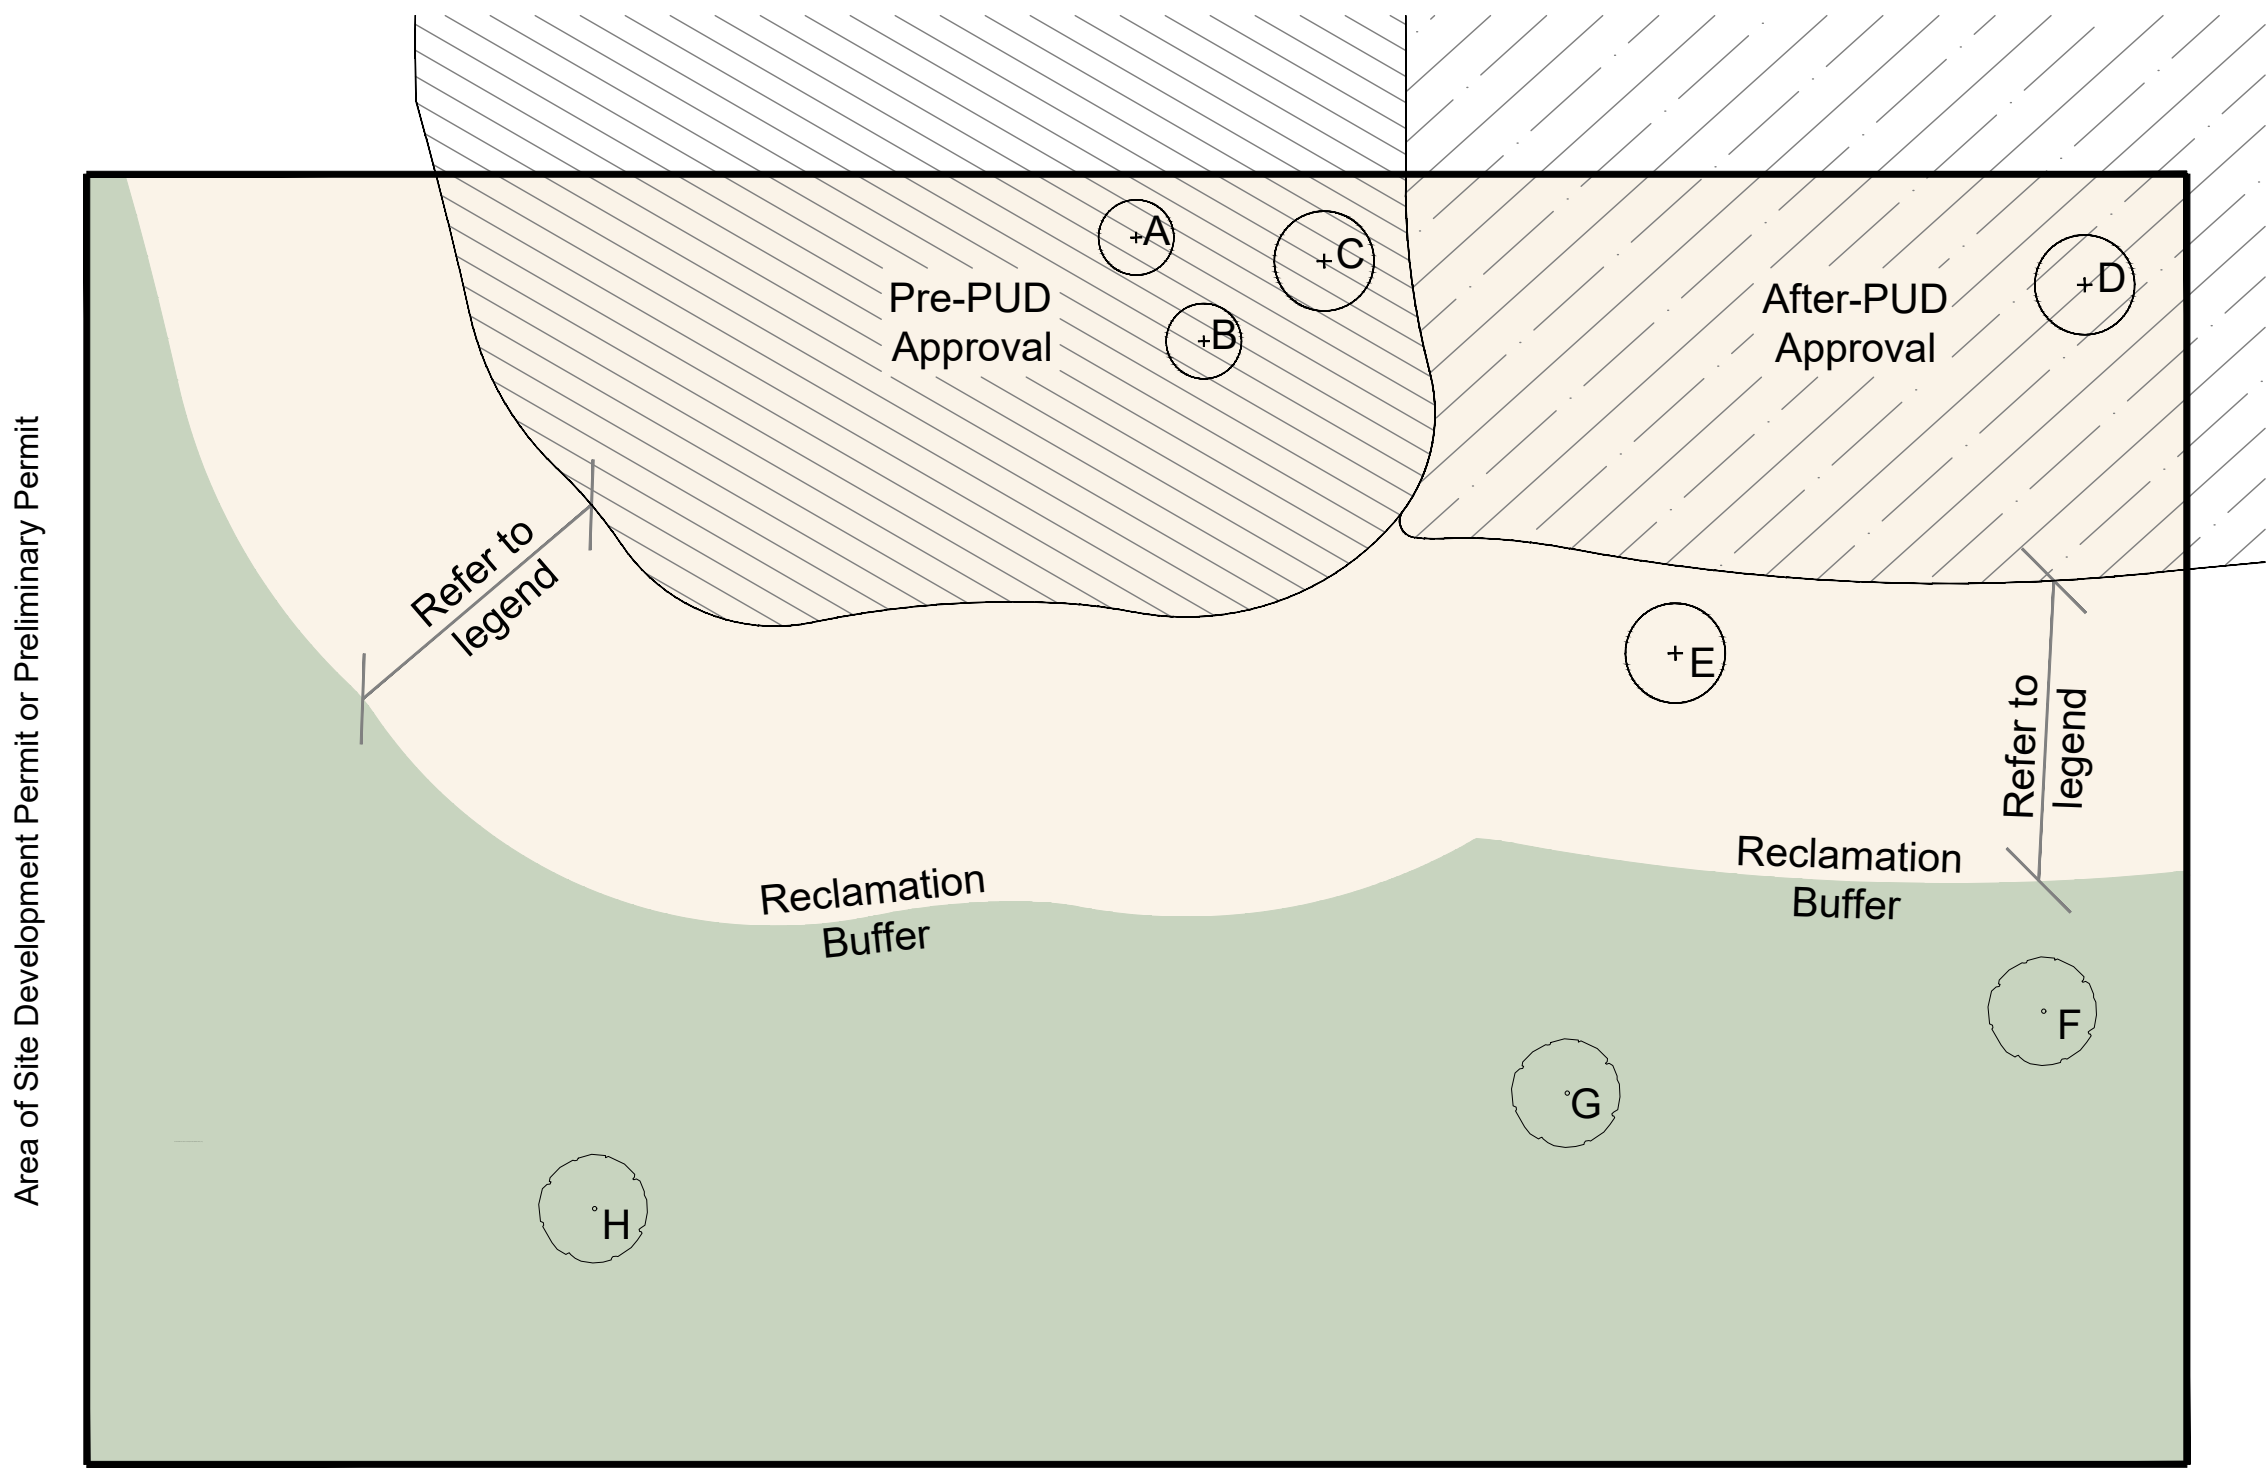 Area of Site Development Permit or Preliminary Permit
Pre-PUD
Approval
A
B
C
After-PUD
Approval
D
Refer to
legend
E
Refer to
legend
Reclamation
Buffer
Reclamation
Buffer
F
G
H